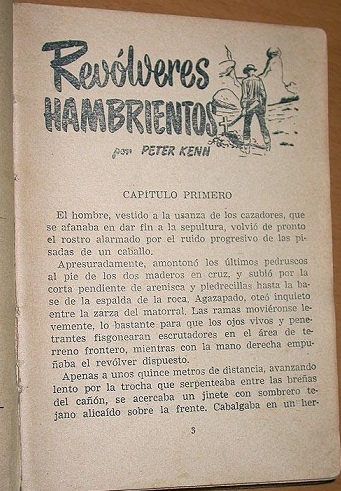 Revólveres
HAMBRIENTOS
por PETER KENN
CAPITULO PRIMERO
El hombre, vestido a la usanza de los cazadores, que
se afanaba en dar fin a la sepultura, volvió de pronto
el rostro alarmado por el ruido progresivo de las pi-
sadas de un caballo.
Apresuradamente, amontonó los últimos pedruscos
al pie de los dos maderos en cruz, y subió por la
corta pendiente de arenisca y piedrecillas hasta la ba-
se de la espalda de la roca. Agazapado, oteó inquieto
entre la zarza del matorral. Las ramas moviéronse le-
vemente, lo bastante para que los ojos vivos y pene-
trantes fisgonearan escrutadores en el área de te-
rreno frontero, mientras con la mano derecha empu-
ñaba el revólver dispuesto.
Apenas a unos quince metros de distancia, avanzando
lento por la trocha que serpenteaba entre las breñas
del cañón, se acercaba un jinete con sombrero te-
jano alicaído sobre la frente. Cabalgaba en un her-
5